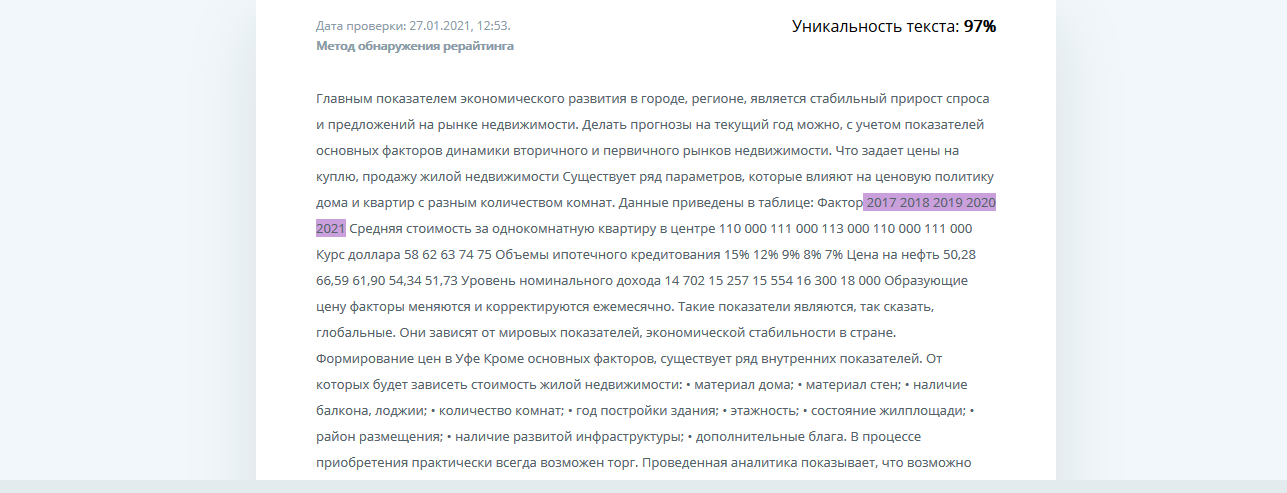 Дата проверки: 27.01.2021, 12:53.
Уникальность текста: 97%
Метод обнаружения рерайтинга
Главным показателем экономического развития в городе, регионе, является стабильный прирост спроса
и предложений на рынке недвижимости. Делать прогнозы на текущий год можно, с учетом показателей
основных факторов динамики вторичного и первичного рынков недвижимости. Что задает цены на
куплю, продажу жилой недвижимости Существует ряд параметров, которые влияют на ценовую политику
дома и квартир с разным количеством комнат. Данные приведены в таблице: Фактор 2017 2018 2019 2020
2021 Средняя стоимость за однокомнатную квартиру в центре 110 000 111 000 113 000 110 000 111 000
Курс доллара 58 62 63 74 75 Объемы ипотечного кредитования 15% 12% 9% 8% 7% Цена на нефть 50,28
66,59 61,90 54,34 51,73 Уровень номинального дохода 14 702 15 257 15 554 16 300 18 000 Образующие
цену факторы меняются и корректируются ежемесячно. Такие показатели являются, так сказать,
глобальные. Они зависят от мировых показателей, экономической стабильности в стране.
Формирование цен в Уфе Кроме основных факторов, существует ряд внутренних показателей. От
которых будет зависеть стоимость жилой недвижимости: • материал дома; • материал стен; • наличие
балкона, лоджии; • количество комнат; • год постройки здания; • этажность; • состояние жилплощади; •
район размещения; • наличие развитой инфраструктуры; • дополнительные блага. В процессе
приобретения практически всегда возможен торг. Проведенная аналитика показывает, что возможно